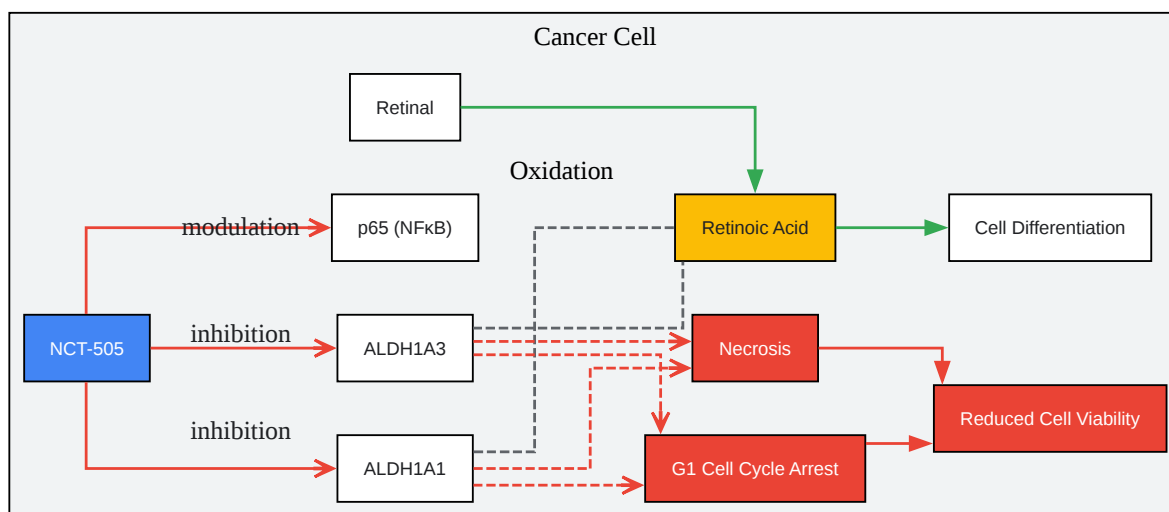 Cancer Cell
Retinal
Oxidation
modulation
p65 (NFκB)
Retinoic Acid
Cell Differentiation
NCT-505
inhibition
ALDH1A3
Necrosis
Reduced Cell Viability
inhibition
ALDH1A1
G1 Cell Cycle Arrest